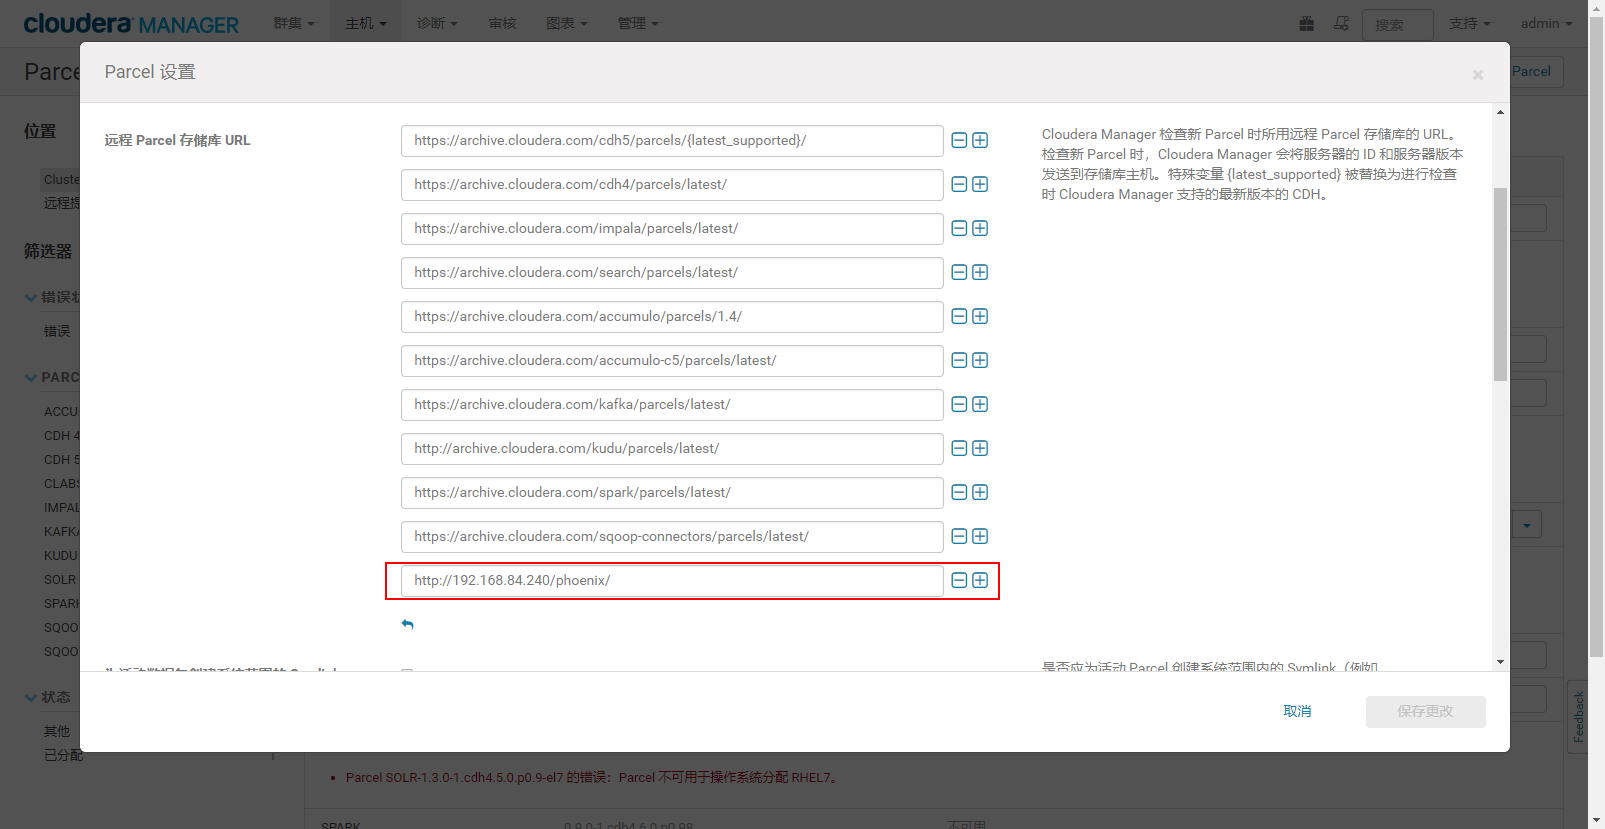 cloudera MANAGER
群集
主机
诊断
审核
图表
管理
搜索
支持
admin
Parce
Parcel
Parcel 设置
×
位置
Cluste
远程提
筛选器
错误状
错误
PARC
ACCU
CDH 4
CDH 5
CLABS
IMPAL
KAFKA
KUDU
SOLR
SPARK
SQOO
SQOO
状态
其他
已分配
1
远程 Parcel 存储库 URL
https://archive.cloudera.com/cdh5/parcels/{latest_supported}/
https://archive.cloudera.com/cdh4/parcels/latest/
https://archive.cloudera.com/impala/parcels/latest/
https://archive.cloudera.com/search/parcels/latest/
https://archive.cloudera.com/accumulo/parcels/1.4/
https://archive.cloudera.com/accumulo-c5/parcels/latest/
https://archive.cloudera.com/kafka/parcels/latest/
http://archive.cloudera.com/kudu/parcels/latest/
https://archive.cloudera.com/spark/parcels/latest/
https://archive.cloudera.com/sqoop-connectors/parcels/latest/
http://192.168.84.240/phoenix/
Cloudera Manager 检查新 Parcel 时所用远程 Parcel 存储库的 URL。
检查新 Parcel 时，Cloudera Manager 会将服务器的 ID 和服务器版本
发送到存储库主机。特殊变量 {latest_supported} 被替换为进行检查
时 Cloudera Manager 支持的最新版本的 CDH。
是否应为活动 Parcel 创建系统范围内的 Symlink（例如
取消
保存更改
Feedback
Parcel SOLR-1.3.0-1.cdh4.5.0.p0.9-el7 的错误：Parcel 不可用于操作系统分配 RHEL7。
SPARK
0.9.0-1.cdh4.6.0.p0.98
不可用